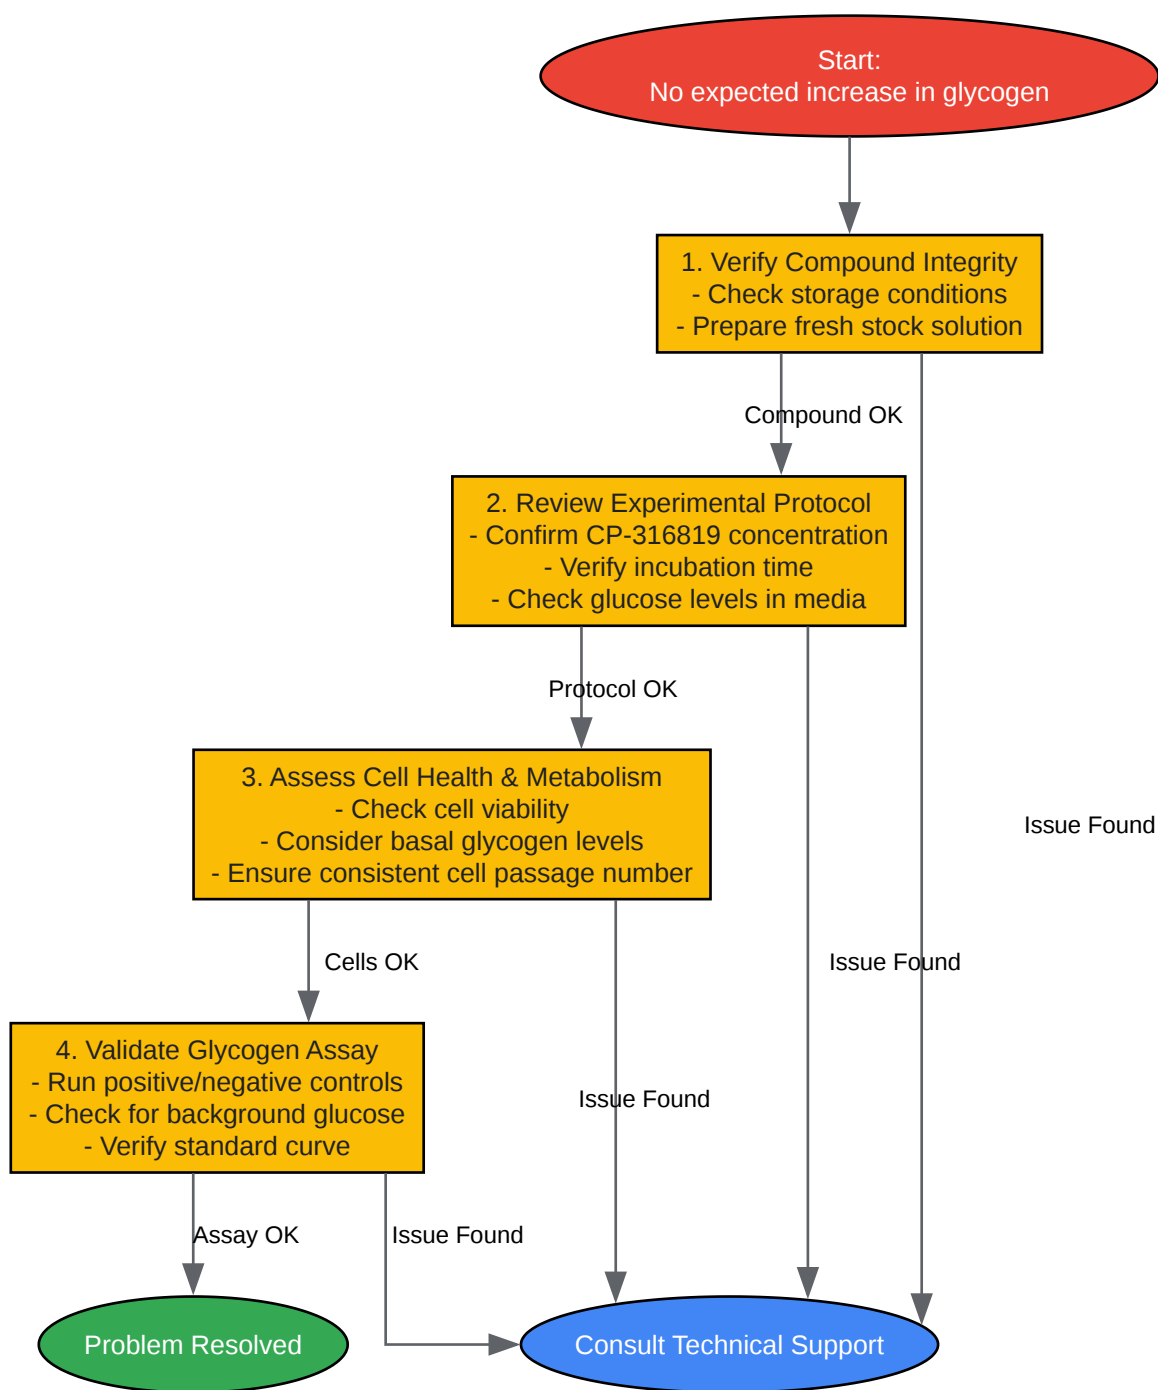 Start:
No expected increase in glycogen
1. Verify Compound Integrity
- Check storage conditions
- Prepare fresh stock solution
Compound OK
2. Review Experimental Protocol
- Confirm CP-316819 concentration
- Verify incubation time
- Check glucose levels in media
Protocol OK
3. Assess Cell Health & Metabolism
- Check cell viability
- Consider basal glycogen levels
- Ensure consistent cell passage number
Issue Found
Cells OK
Issue Found
4. Validate Glycogen Assay
- Run positive/negative controls
- Check for background glucose
- Verify standard curve
Issue Found
Assay OK
Issue Found
Problem Resolved
Consult Technical Support